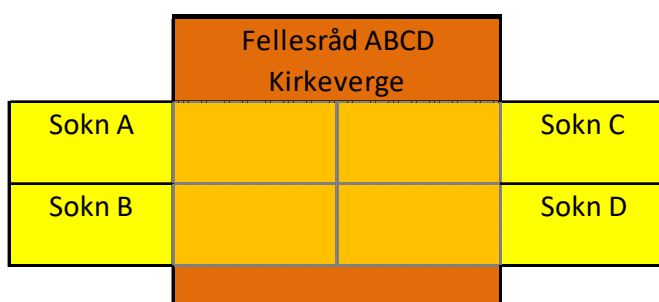 Fellesråd ABCD
Kirkeverge
Sokn A
Sokn C
Sokn B
Sokn D